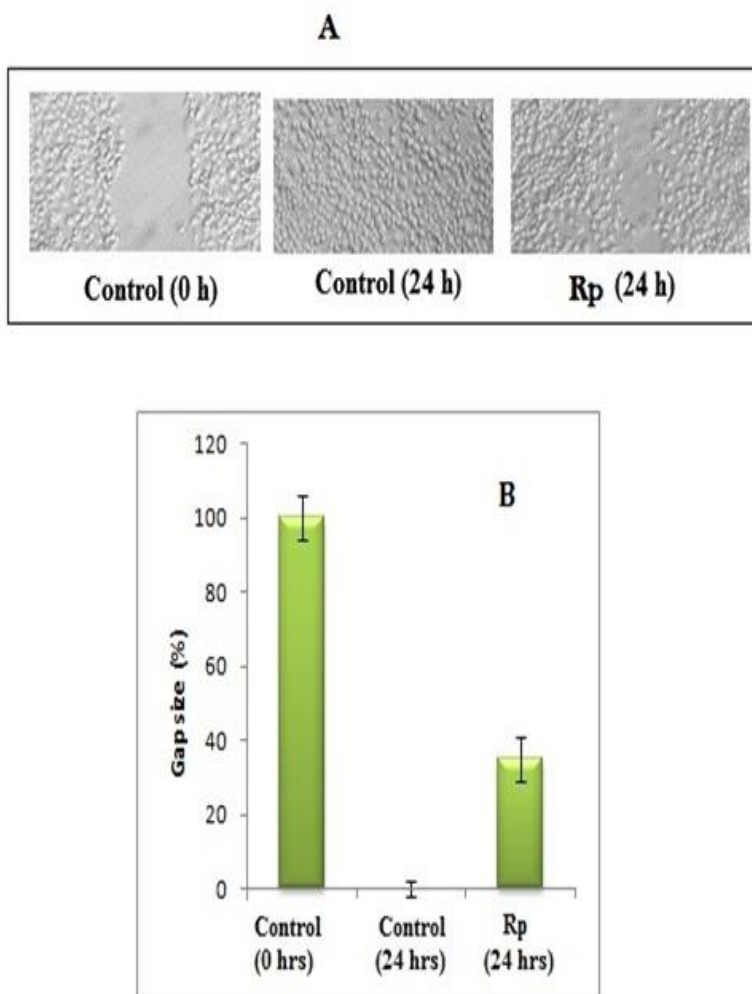 A
Control (0 h)
Control (24 h)
Rp (24 h)
B
Gap size (%)
120
100
80
60
40
20
0
Control
(0 hrs)
Control
(24 hrs)
Rp
(24 hrs)